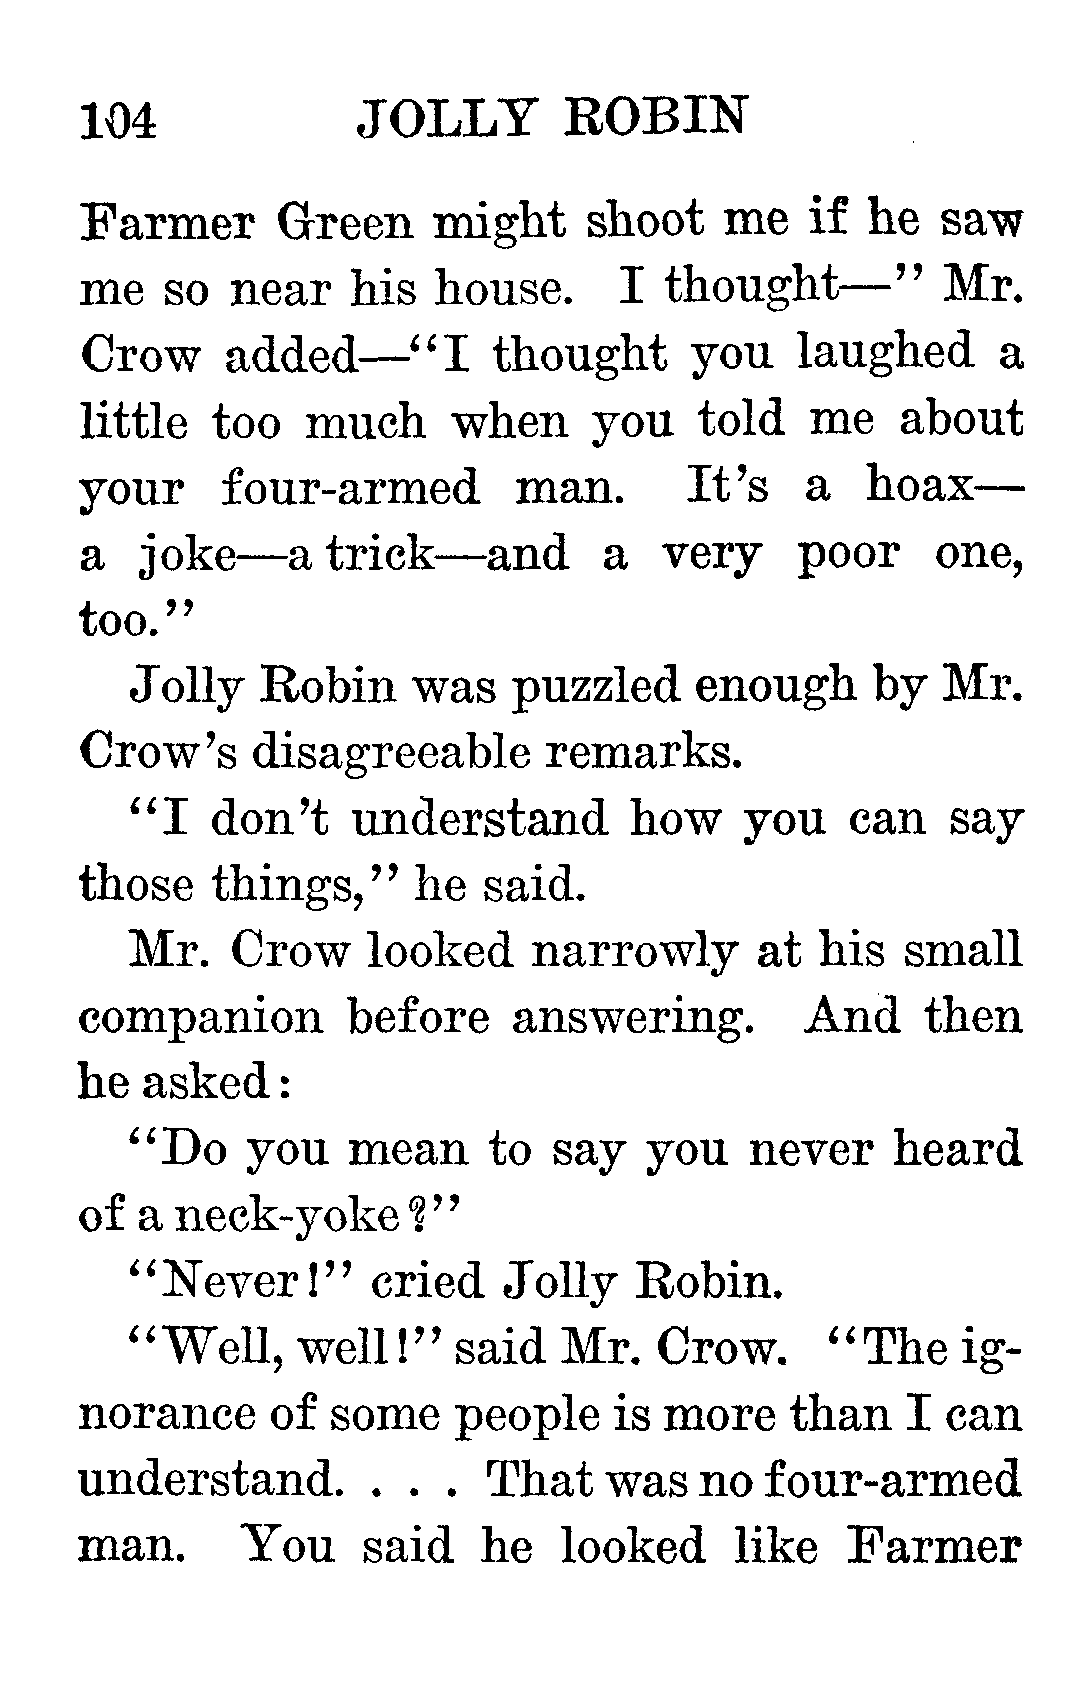 104 JOLLY ROBIN
Farmer Green might shoot me if he saw
me so near his house. I thought—” Mr.
Crow added—“I thought you laughed a
little too much when you told me about
your four-armed man. It’s a hoax—
a joke—a trick—and a very poor one,
too.”
Jolly Robin was puzzled enough by Mr.
Crow’s disagreeable remarks.
“I don’t understand how you can say
those things,” he said.
Mr. Crow looked narrowly at his small
companion before answering. And then
he asked:
“Do you mean to say you never heard
of a neck-yoke?”
“Never!” cried Jolly Robin.
“Well, well!” said Mr. Crow. “The ig-
norance of some people is more than I can
understand. . . . That was no four-armed
man. You said he looked like Farmer